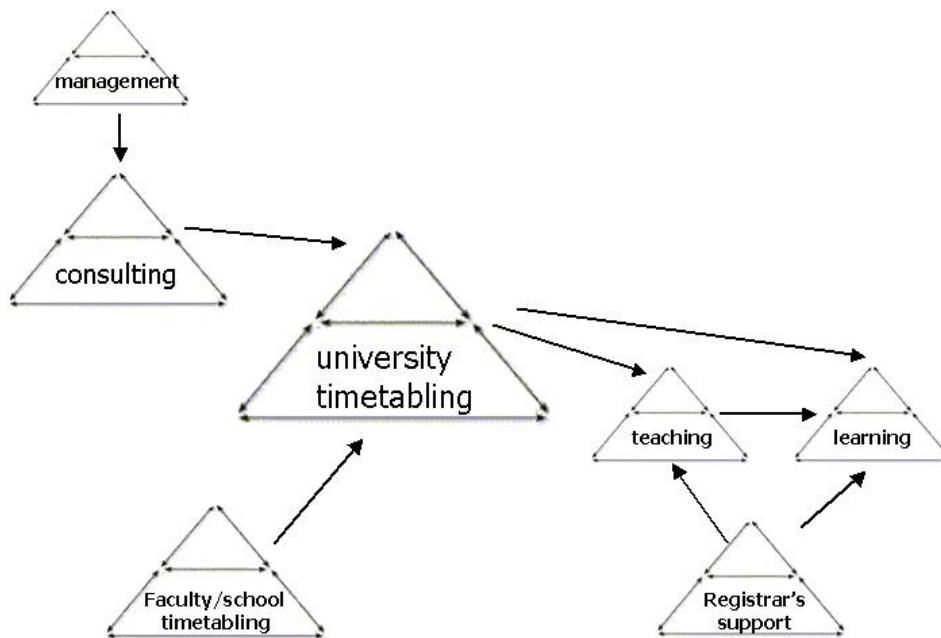 management
consulting
university
timetabling
teaching
learning
Faculty/school
timetabling
Registrar's
support